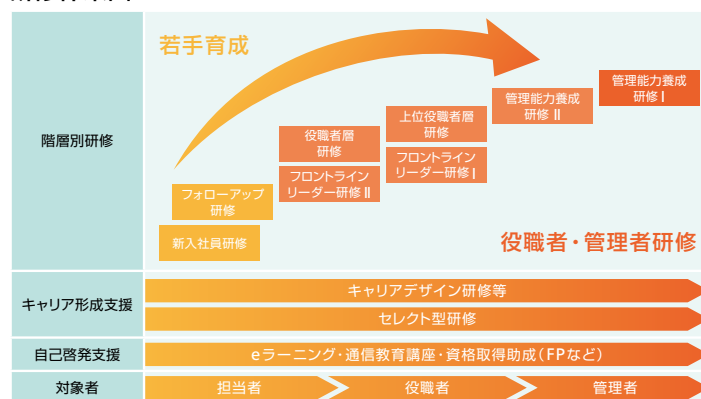 若手育成
管理能力養成
研修Ⅰ
管理能力養成
研修Ⅱ
上位役職者層
研修
役職者層
研修
階層別研修
フロントライン
リーダー研修Ⅰ
フロントライン
リーダー研修Ⅱ
フォローアップ
研修
新入社員研修
役職者・管理者研修
キャリア形成支援
キャリアデザイン研修等
セレクト型研修
自己啓発支援
eラーニング・通信教育講座・資格取得助成(FPなど)
対象者
担当者
役職者
管理者